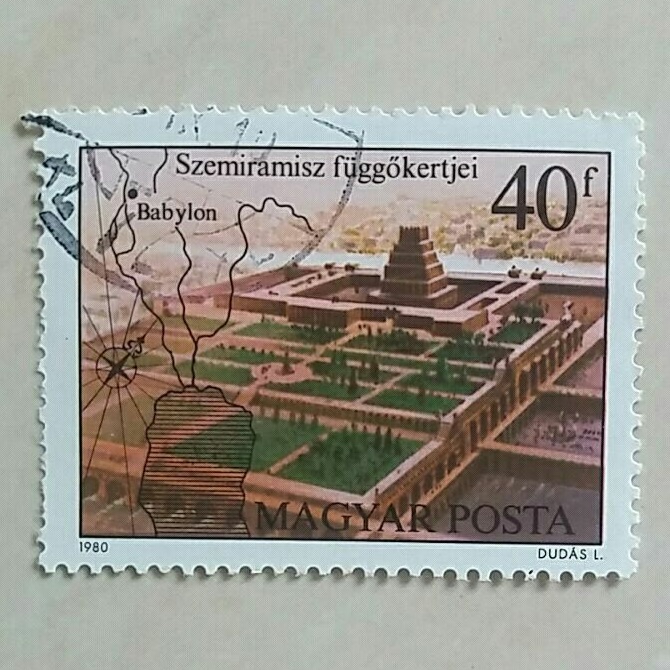 Szemiramisz függőkertjei
40f
Babylon
MAGYAR POSTA
1980
DUDÁS L.